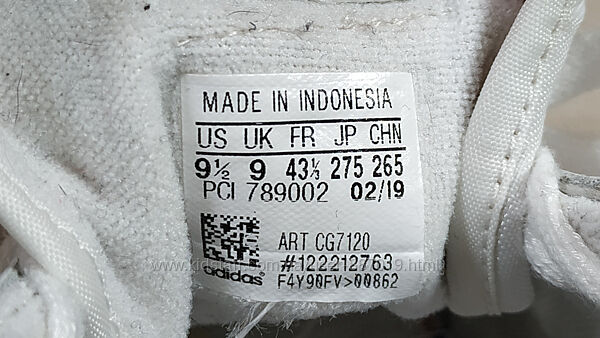 MADE IN INDONESIA
US UK FR JP CHN
9½ 9 43⅓ 275 265
PCI 789002 02/19
ART CG7120
adidas #122212763
F4Y90FV>00862